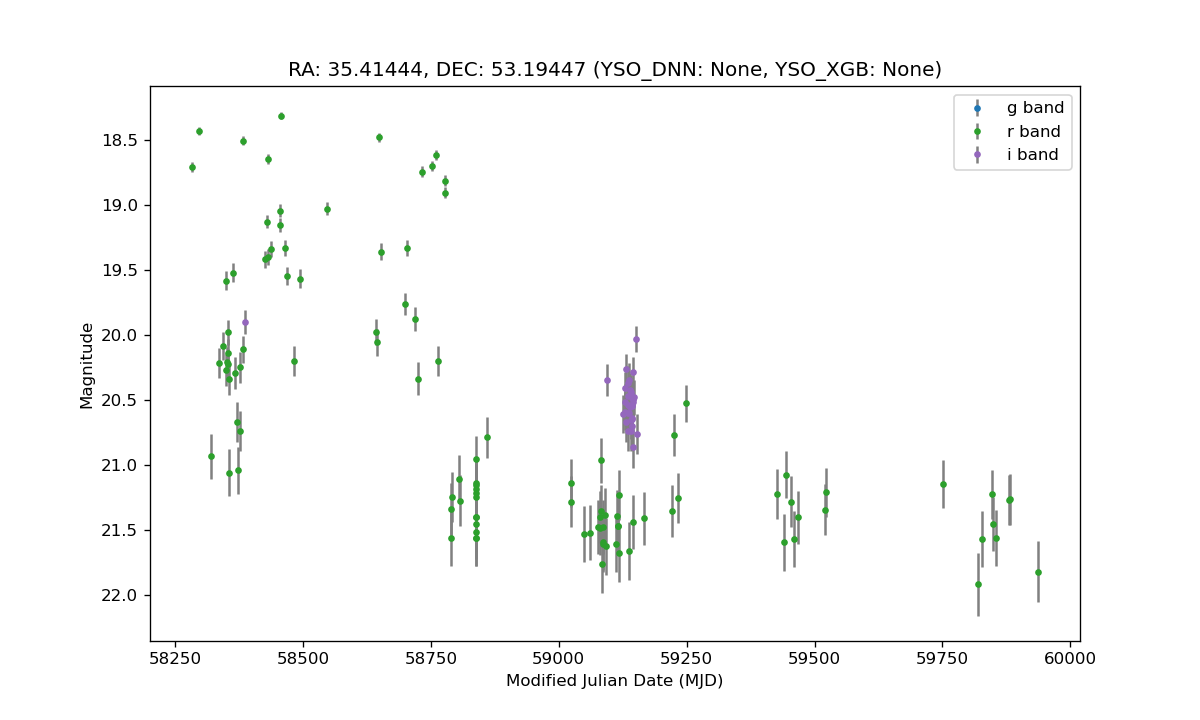 RA: 35.41444, DEC: 53.19447 (YSO_DNN: None, YSO_XGB: None)
g band
r band
i band
18.5
19.0
19.5
20.0
20.5
21.0
21.5
22.0
Magnitude
58250 58500 58750 59000 59250 59500 59750 60000
Modified Julian Date (MJD)